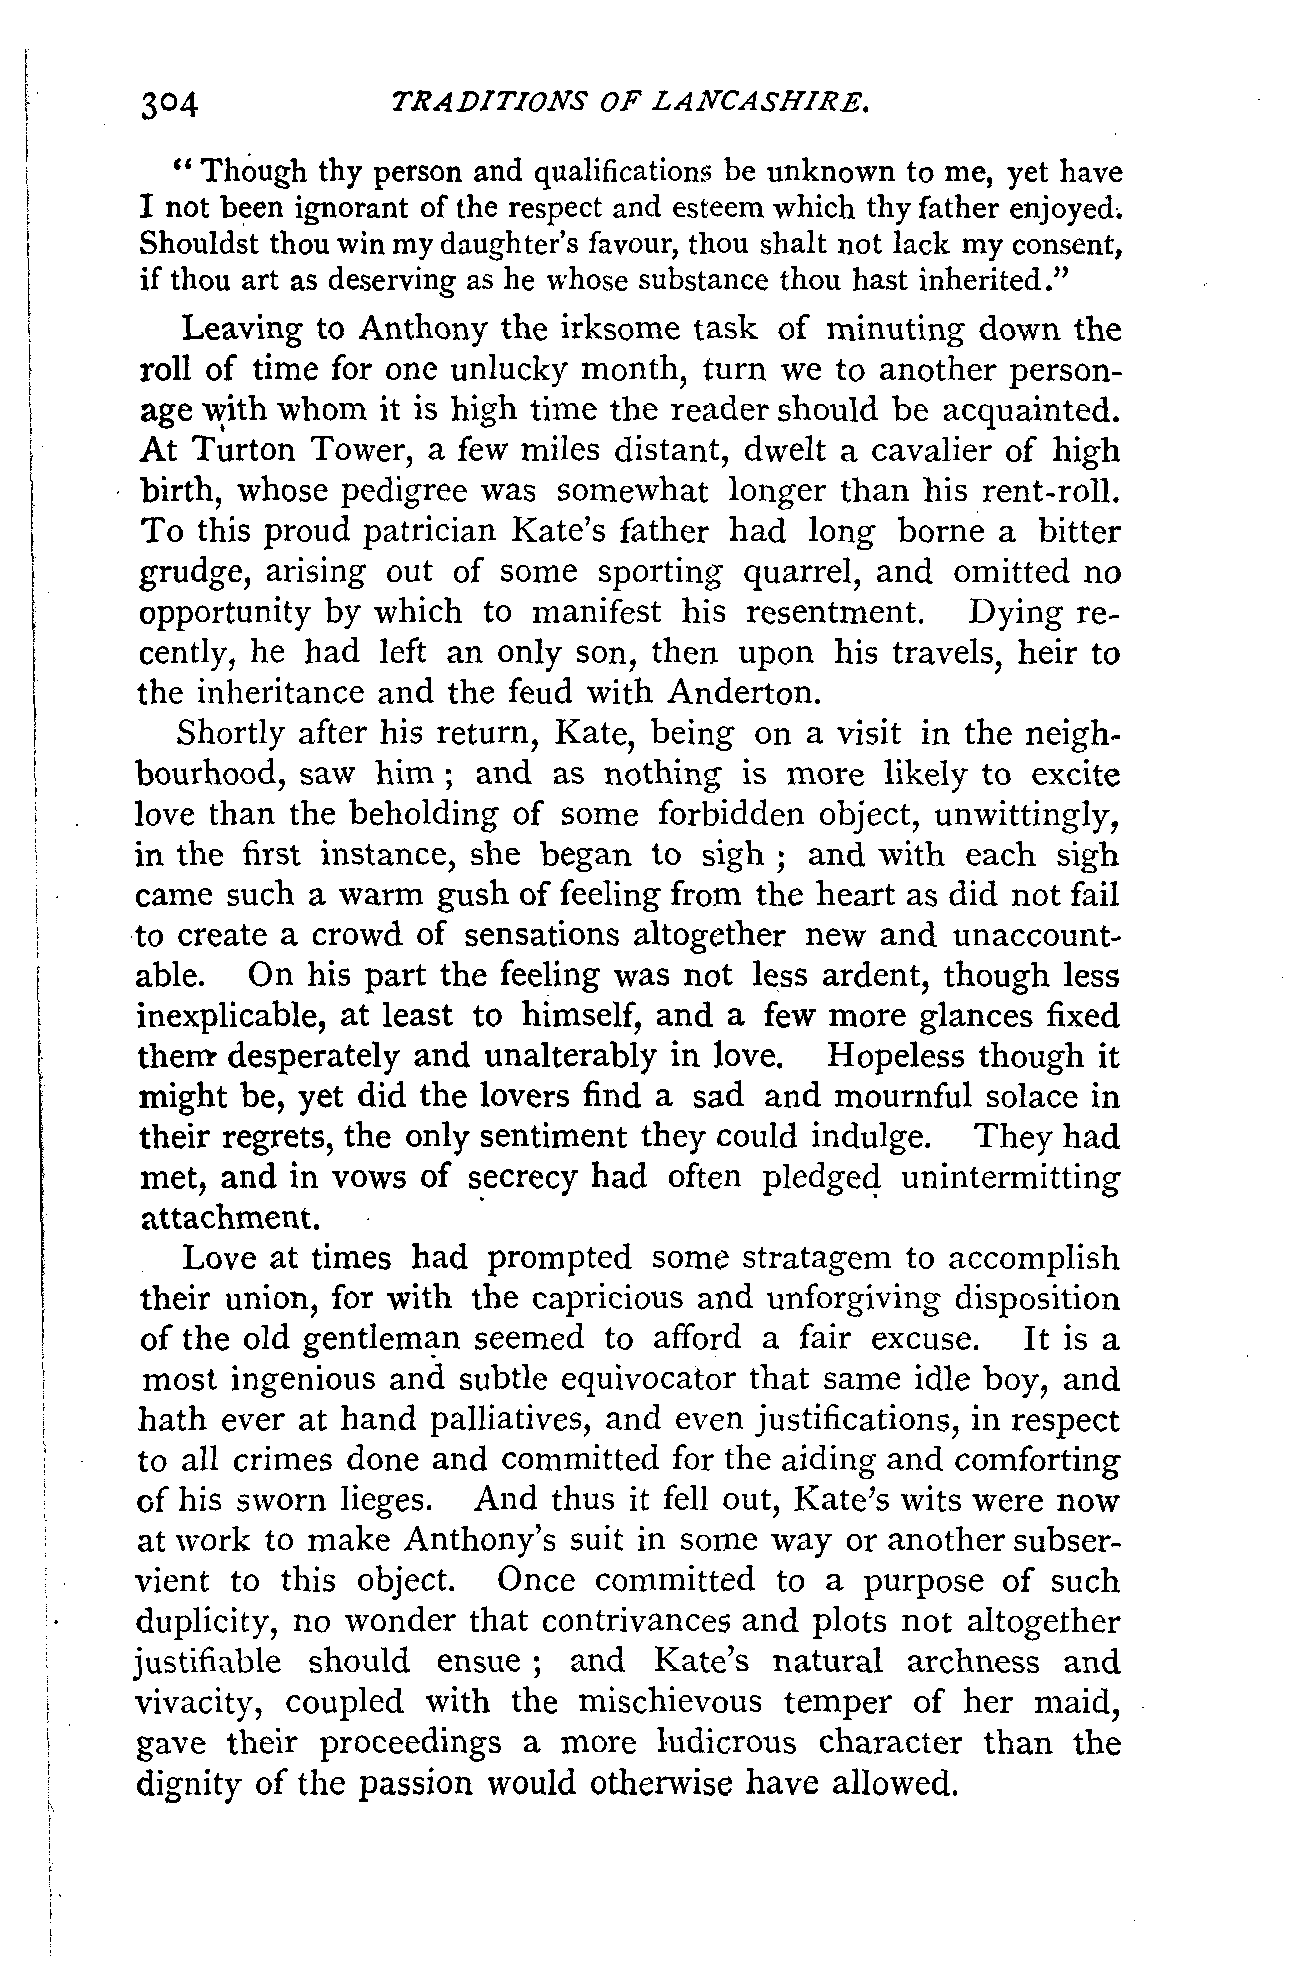 304 TRADITIONS OF LANCASHIRE.
“Though thy person and qualifications be unknown to me, yet have
I not been ignorant of the respect and esteem which thy father enjoyed.
Shouldst thou win my daughter's favour, thou shalt not lack my consent,
if thou art as deserving as he whose substance thou hast inherited.”
Leaving to Anthony the irksome task of minuting down the
roll of time for one unlucky month, turn we to another person-
age with whom it is high time the reader should be acquainted.
At Turton Tower, a few miles distant, dwelt a cavalier of high
birth, whose pedigree was somewhat longer than his rent-roll.
To this proud patrician Kate's father had long borne a bitter
grudge, arising out of some sporting quarrel, and omitted no
opportunity by which to manifest his resentment. Dying re-
cently, he had left an only son, then upon his travels, heir to
the inheritance and the feud with Anderton.
Shortly after his return, Kate, being on a visit in the neigh-
bourhood, saw him ; and as nothing is more likely to excite
love than the beholding of some forbidden object, unwittingly,
in the first instance, she began to sigh ; and with each sigh
came such a warm gush of feeling from the heart as did not fail
to create a crowd of sensations altogether new and unaccount-
able. On his part the feeling was not less ardent, though less
inexplicable, at least to himself, and a few more glances fixed
them desperately and unalterably in love. Hopeless though it
might be, yet did the lovers find a sad and mournful solace in
their regrets, the only sentiment they could indulge. They had
met, and in vows of secrecy had often pledged unintermitting
attachment.
Love at times had prompted some stratagem to accomplish
their union, for with the capricious and unforgiving disposition
of the old gentleman seemed to afford a fair excuse. It is a
most ingenious and subtle equivocator that same idle boy, and
hath ever at hand palliatives, and even justifications, in respect
to all crimes done and committed for the aiding and comforting
of his sworn lieges. And thus it fell out, Kate's wits were now
at work to make Anthony's suit in some way or another subser-
vient to this object. Once committed to a purpose of such
duplicity, no wonder that contrivances and plots not altogether
justifiable should ensue ; and Kate's natural archness and
vivacity, coupled with the mischievous temper of her maid,
gave their proceedings a more ludicrous character than the
dignity of the passion would otherwise have allowed.